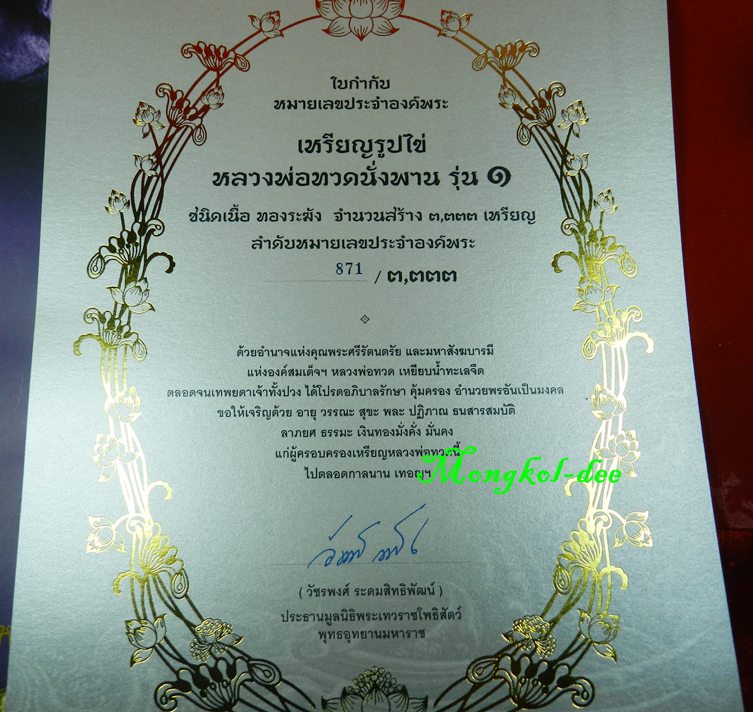 ใบกำกับ
หมายเลขประจำองค์พระ
เหรียญรูปไข่
หลวงพ่อทวดนั่งพาน รุ่น ๑
ชนิดเนื้อ ทองระฆัง จำนวนสร้าง ๓,๓๓๓ เหรียญ
ลำดับหมายเลขประจำองค์พระ
871 / ๓,๓๓๓
ด้วยอำนาจแห่งคุณพระศรีรัตนตรัย และมหาสังฆบารมี
แห่งองค์สมเด็จฯ หลวงพ่อทวด เหยียบน้ำทะเลจืด
ตลอดจนเทพยดาเจ้าทั้งปวง ได้โปรดอภิบาลรักษา คุ้มครอง อำนวยพรอันเป็นมงคล
ขอให้เจริญด้วย อายุ วรรณะ สุขะ พละ ปฏิภาณ ธนสารสมบัติ
ลาภยศ ธรรมะ เงินทองมั่งคั่ง มั่นคง
แก่ผู้ครอบครองเหรียญหลวงพ่อทวดนี้
ไปตลอดกาลนาน เทอญฯ
Mongkol-dee
( วัชรพงศ์ ระดมสิทธิพัฒน์ )
ประธานมูลนิธิพระเทวราชโพธิสัตว์
พุทธอุทยานมหาราช